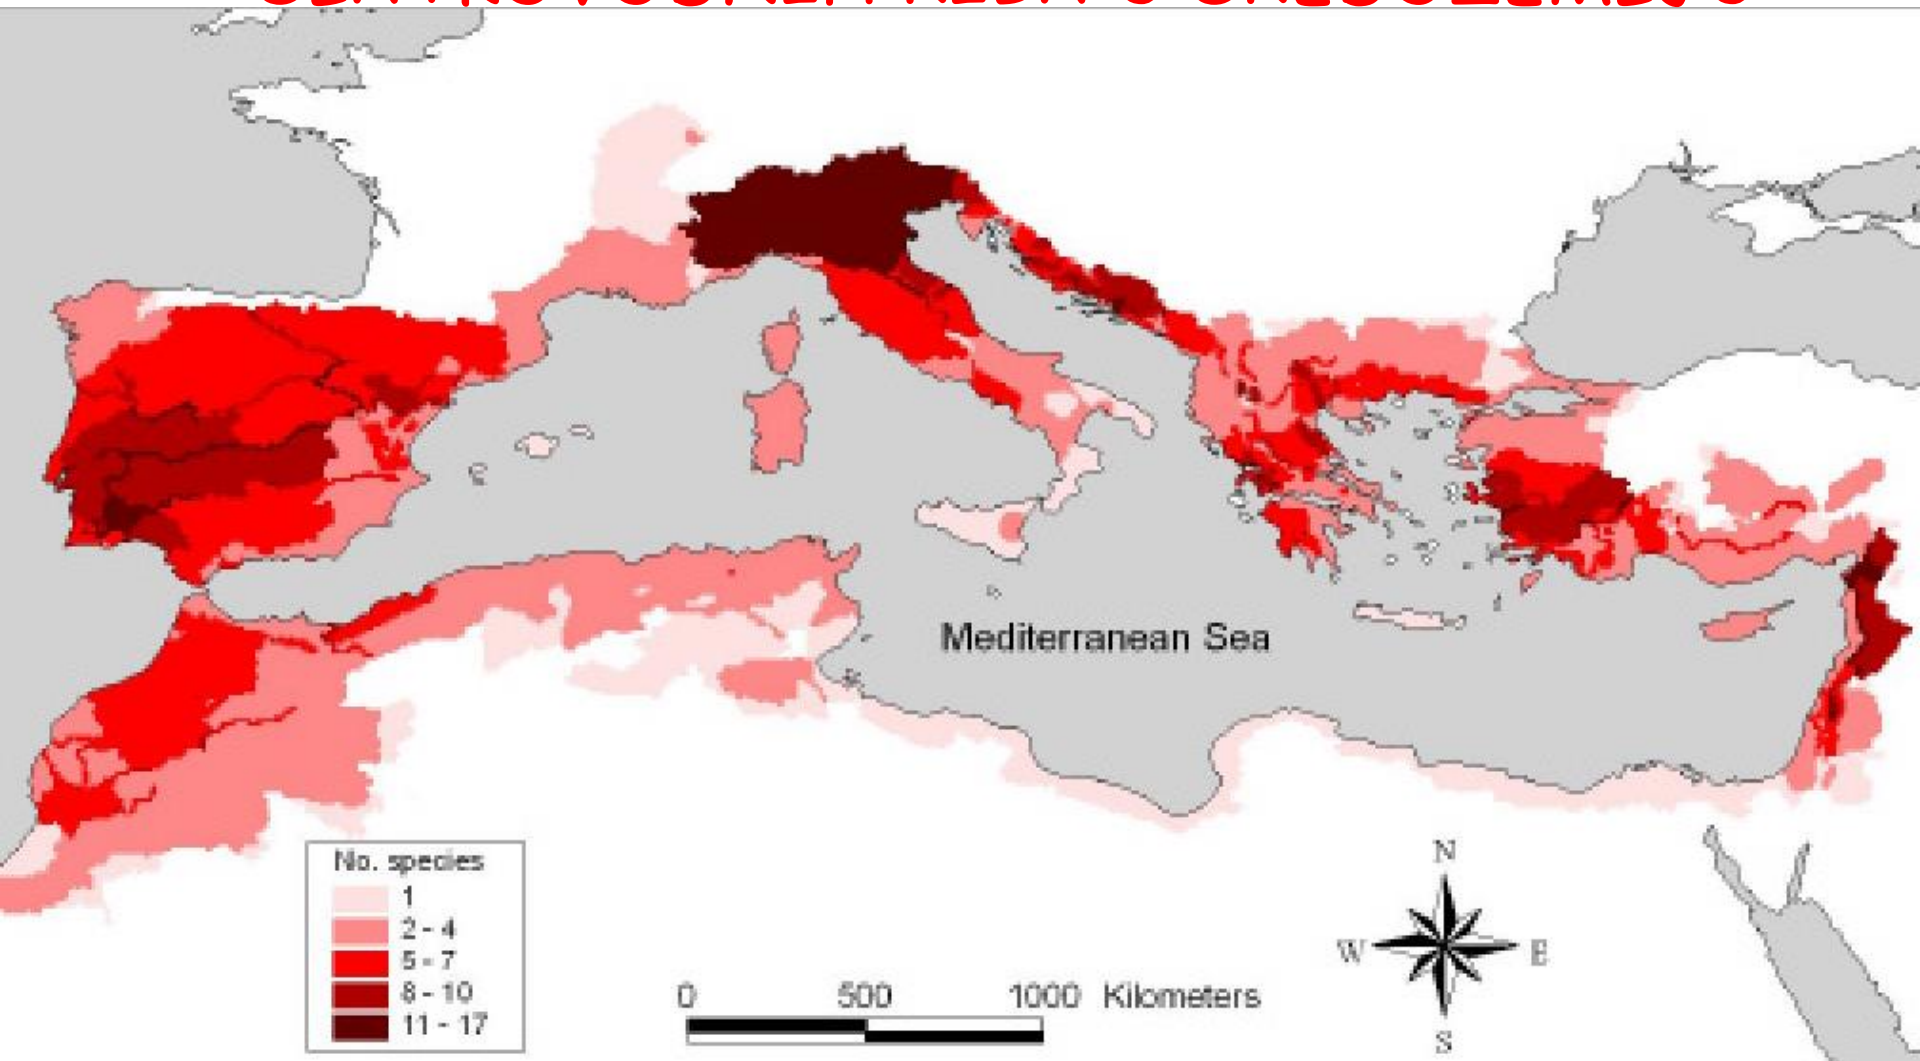 Mediterranean Sea
No. species
1
2 - 4
5 - 7
8 - 10
11 - 17
0 500 1000 Kilometers
N
W E
S